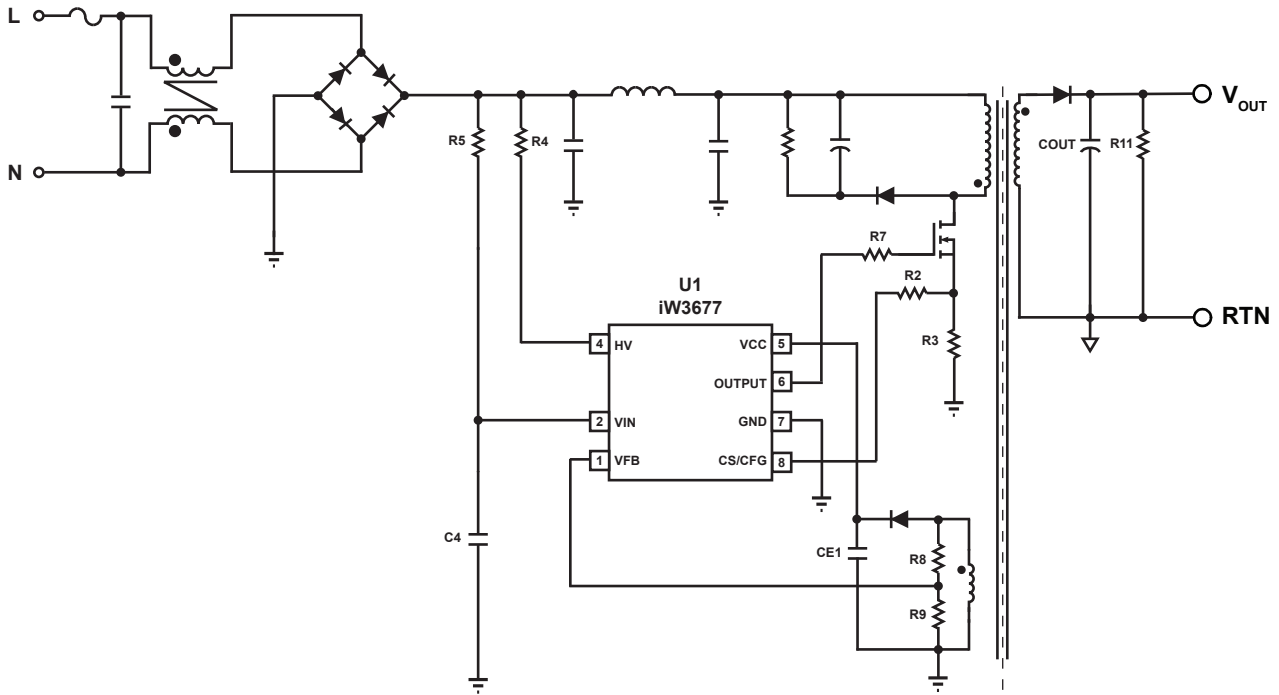 L
N
R5
R4
COUT
R11
V_OUT
RTN
R7
R2
R3
U1
iW3677
4 HV
VCC 5
OUTPUT 6
2 VIN
GND 7
1 VFB
CS/CFG 8
C4
CE1
R8
R9